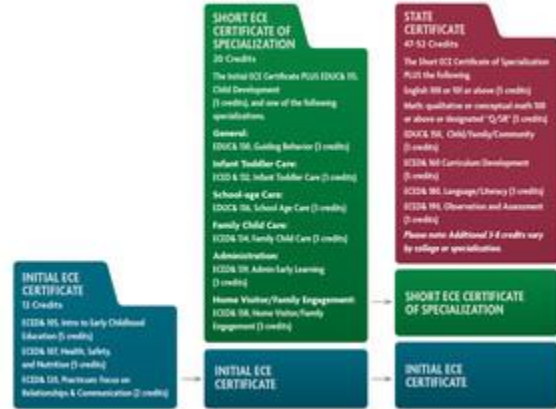 INITIAL ECE
CERTIFICATE
12 Credits
ECED& 105, Intro to Early Childhood
Education (5 credits)
ECED& 107, Health, Safety,
and Nutrition (5 credits)
ECED& 120, Practicum: Focus on
Relationships & Communication (2 credits)
SHORT ECE
CERTIFICATE OF
SPECIALIZATION
20 Credits
The Initial ECE Certificate PLUS EDUC& 115,
Child Development
(5 credits), and one of the following
specializations.
General:
EDUC& 130, Guiding Behavior (3 credits)
Infant Toddler Care:
ECED & 132, Infant Toddler Care (3 credits)
School-age Care:
EDUC& 136, School Age Care (3 credits)
Family Child Care:
ECED& 134, Family Child Care (3 credits)
Administration:
ECED& 139, Admin Early Learning
(3 credits)
Home Visitor/Family Engagement:
ECED& 138, Home Visitor/Family
Engagement (3 credits)
INITIAL ECE
CERTIFICATE
STATE
CERTIFICATE
47-52 Credits
The Short ECE Certificate of Specialization
PLUS the following
English 100 or 101 or above (5 credits)
Math: qualitative or conceptual math 100
or above or designated "Q/SR" (5 credits)
EDUC& 150, Child/Family/Community
(3 credits)
ECED& 160 Curriculum Development
(5 credits)
ECED& 180, Language/Literacy (3 credits)
ECED& 190, Observation and Assessment
(3 credits)
Please note: Additional 3-8 credits vary
by college or specialization.
SHORT ECE CERTIFICATE
OF SPECIALIZATION
INITIAL ECE
CERTIFICATE